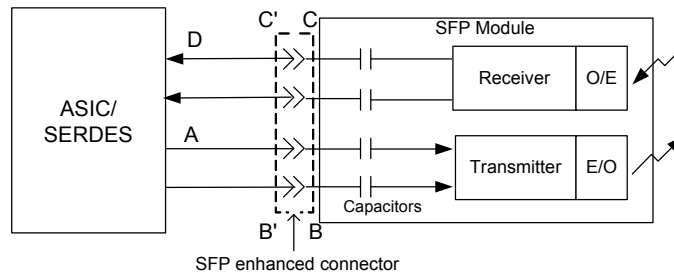 C' C
SFP Module
D
Receiver O/E
ASIC/
SERDES
A
Transmitter E/O
Capacitors
B' B
SFP enhanced connector